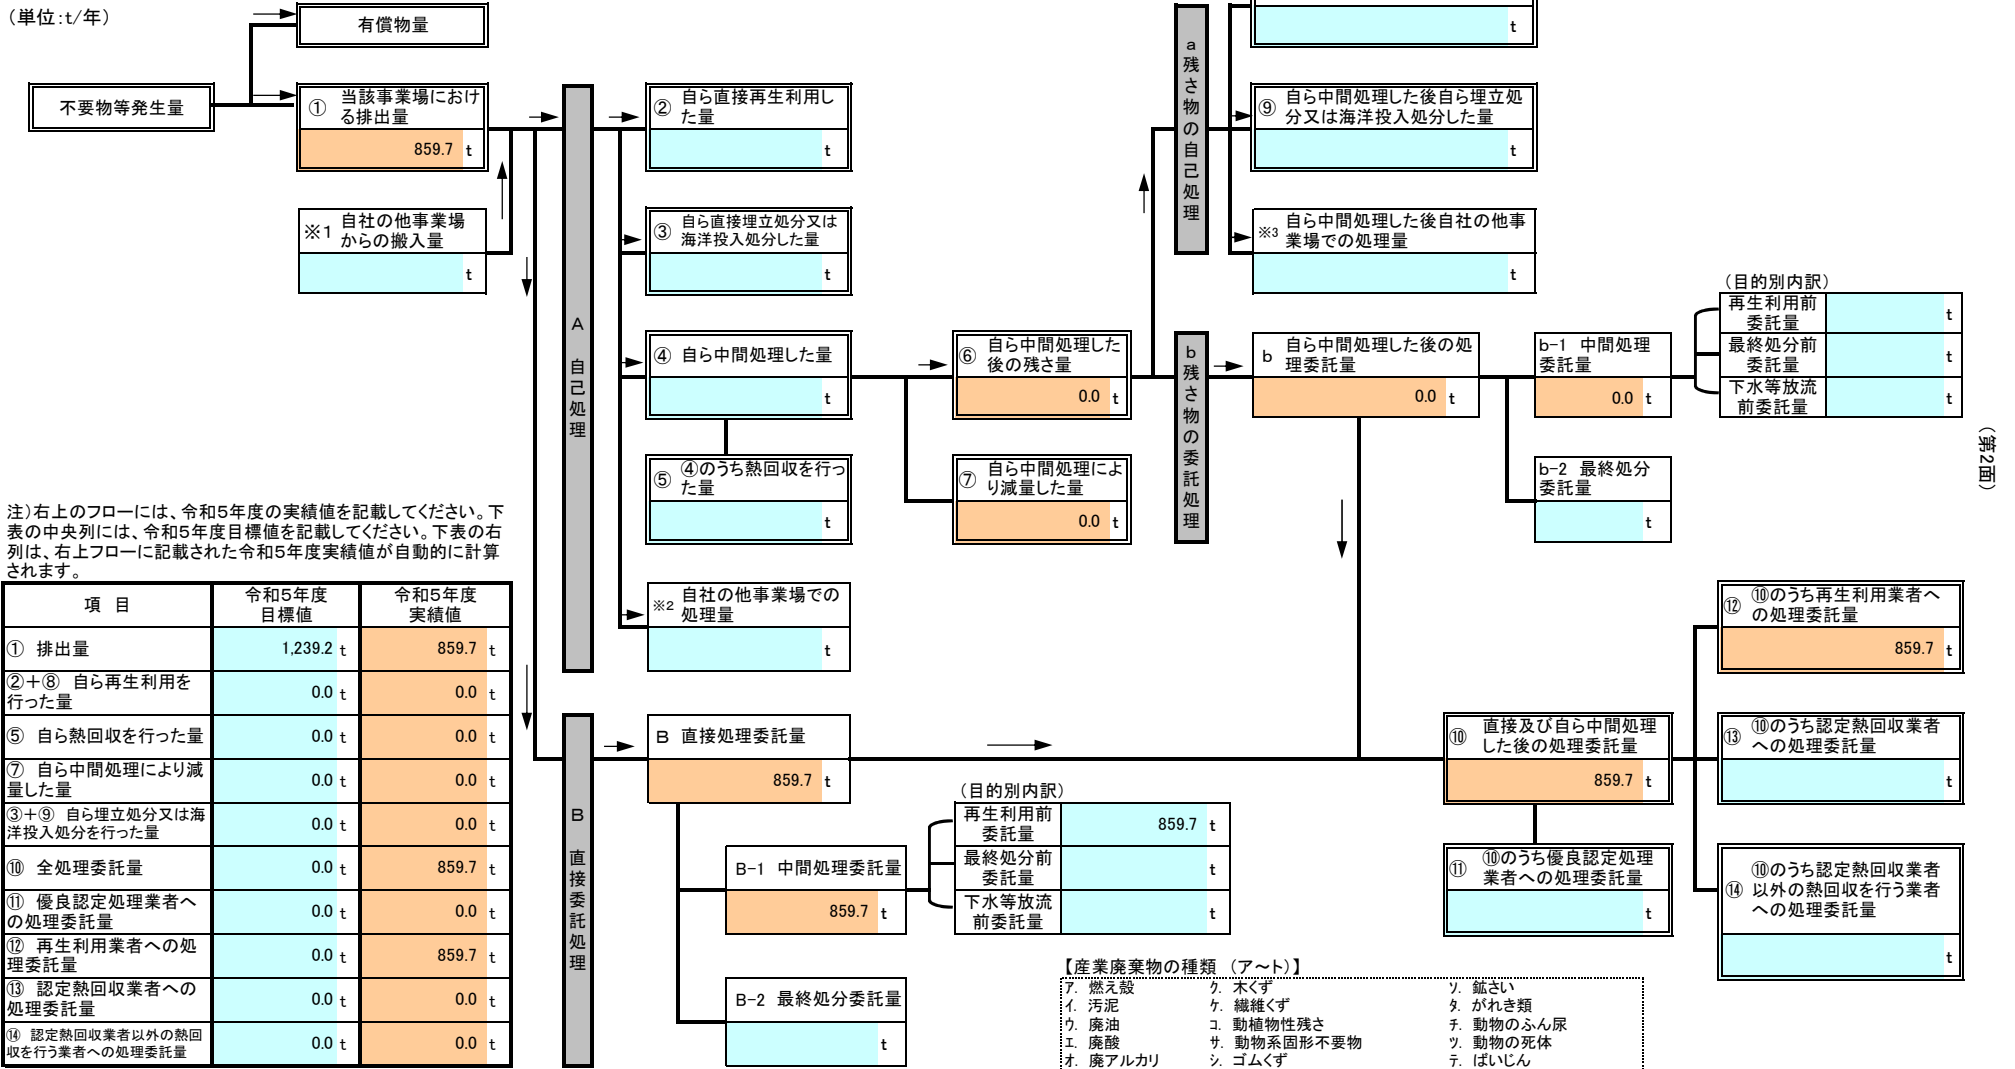 （単位:t/年）
有償物量
不要物等発生量
① 当該事業場におけ
る排出量
859.7 t
※1 自社の他事業場
からの搬入量
t
A 自己処理
② 自ら直接再生利用し
た量
t
③ 自ら直接埋立処分又は
海洋投入処分した量
t
④ 自ら中間処理した量
t
⑤ ④のうち熱回収を行っ
た量
t
※2 自社の他事業場での
処理量
t
⑥ 自ら中間処理した
後の残さ量
0.0 t
⑦ 自ら中間処理によ
り減量した量
0.0 t
a 残さ物の自己処理
t
⑨ 自ら中間処理した後自ら埋立処
分又は海洋投入処分した量
t
※3 自ら中間処理した後自社の他事
業場での処理量
t
b 残さ物の委託処理
b 自ら中間処理した後の処
理委託量
0.0 t
b-1 中間処理
委託量
0.0 t
b-2 最終処分
委託量
t
（目的別内訳）
再生利用前
委託量
t
最終処分前
委託量
t
下水等放流
前委託量
t
（第2面）
注）右上のフローには、令和5年度の実績値を記載してください。下
表の中央列には、令和5年度目標値を記載してください。下表の右
列は、右上フローに記載された令和5年度実績値が自動的に計算
されます。
項 目 令和5年度
目標値 令和5年度
実績値
① 排出量 1,239.2 t 859.7 t
②＋⑧ 自ら再生利用を
行った量 0.0 t 0.0 t
⑤ 自ら熱回収を行った量 0.0 t 0.0 t
⑦ 自ら中間処理により減
量した量 0.0 t 0.0 t
③＋⑨ 自ら埋立処分又は海
洋投入処分を行った量 0.0 t 0.0 t
⑩ 全処理委託量 0.0 t 859.7 t
⑪ 優良認定処理業者へ
の処理委託量 0.0 t 0.0 t
⑫ 再生利用業者への処
理委託量 0.0 t 859.7 t
⑬ 認定熱回収業者への
処理委託量 0.0 t 0.0 t
⑭ 認定熱回収業者以外の熱回
収を行う業者への処理委託量 0.0 t 0.0 t
B 直接委託処理
B 直接処理委託量
859.7 t
B-1 中間処理委託量
859.7 t
B-2 最終処分委託量
t
（目的別内訳）
再生利用前
委託量
859.7 t
最終処分前
委託量
t
下水等放流
前委託量
t
⑩ 直接及び自ら中間処理
した後の処理委託量
859.7 t
⑪ ⑩のうち優良認定処理
業者への処理委託量
t
⑫ ⑩のうち再生利用業者へ
の処理委託量
859.7 t
⑬ ⑩のうち認定熱回収業者
への処理委託量
t
⑭ ⑩のうち認定熱回収業者
以外の熱回収を行う業者
への処理委託量
t
【産業廃棄物の種類 （ア～ト）】
ア. 燃え殻 ク. 木くず ソ. 鉱さい
イ. 汚泥 ケ. 繊維くず タ. がれき類
ウ. 廃油 コ. 動植物性残さ チ. 動物のふん尿
エ. 廃酸 サ. 動物系固形不要物 ツ. 動物の死体
オ. 廃アルカリ シ. ゴムくず テ. ばいじん